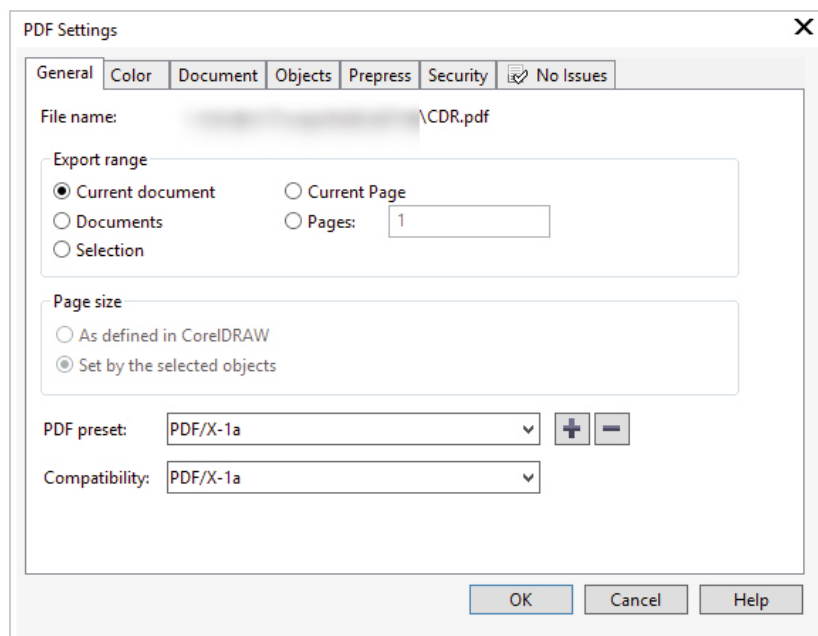 PDF Settings
General Color Document Objects Prepress Security No Issues
File name: \CDR.pdf
Export range
Current document Current Page
Documents Pages: 1
Selection
Page size
As defined in CorelDRAW
Set by the selected objects
PDF preset: PDF/X-1a
Compatibility: PDF/X-1a
OK Cancel Help